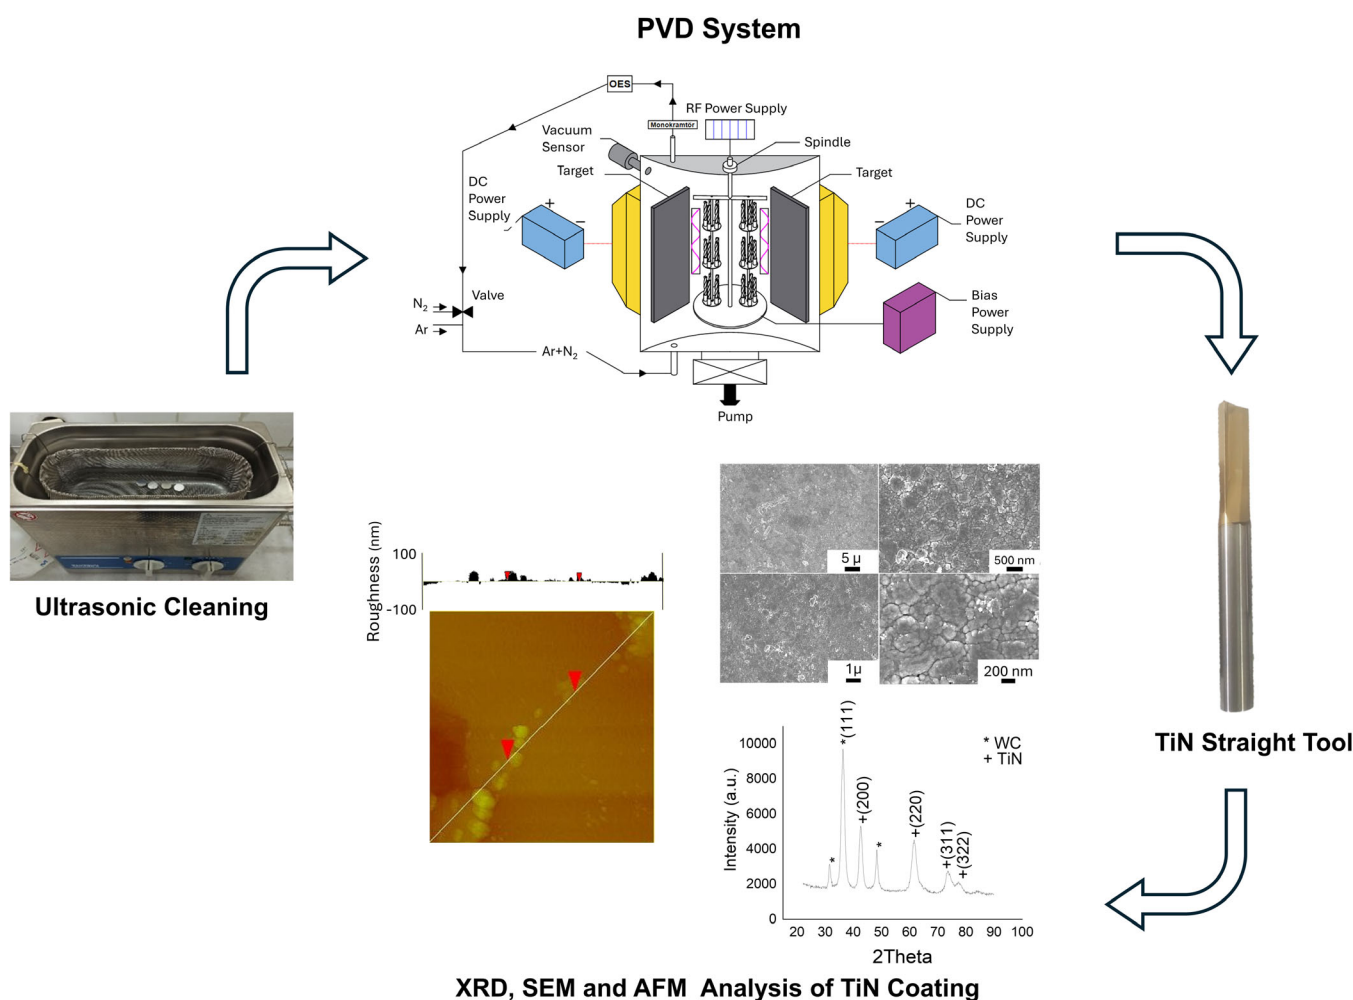 PVD System
OES
Monokramtör
RF Power Supply
Vacuum
Sensor
Spindle
Target
Target
DC
Power
Supply
+
−
−
+
DC
Power
Supply
N₂
Valve
Ar
Ar+N₂
Bias
Power
Supply
Pump
Ultrasonic Cleaning
Roughness (nm)
100
0
-100
5 µ
500 nm
1µ
200 nm
TiN Straight Tool
Intensity (a.u.)
10000
8000
6000
4000
2000
0
*
*(111)
+(200)
*
+(220)
+(311)
+(322)
* WC
+ TiN
20 30 40 50 60 70 80 90 100
2Theta
XRD, SEM and AFM Analysis of TiN Coating